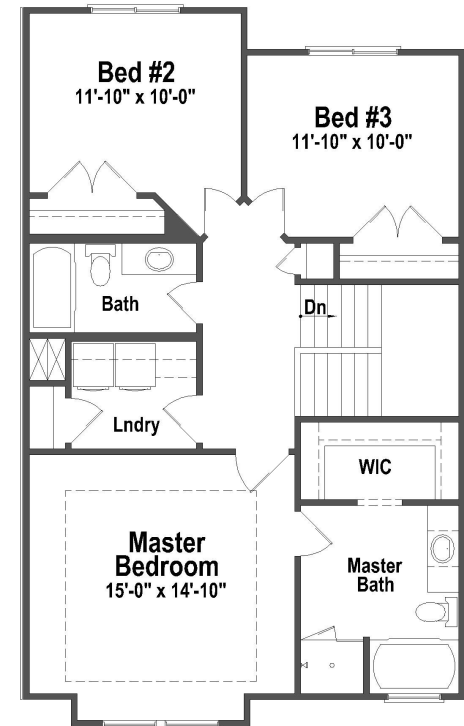 Bed #2
11'-10" x 10'-0"
Bed #3
11'-10" x 10'-0"
Bath
Dn
Lndry
WIC
Master
Bedroom
15'-0" x 14'-10"
Master
Bath